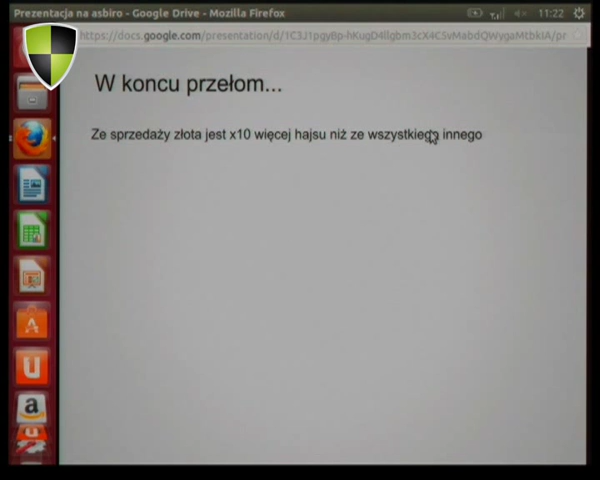 Prezentacja na asbiro - Google Drive - Mozilla Firefox
11:22
W koncu przełom...
Ze sprzedaży złota jest x10 więcej hajsu niż ze wszystkiego innego